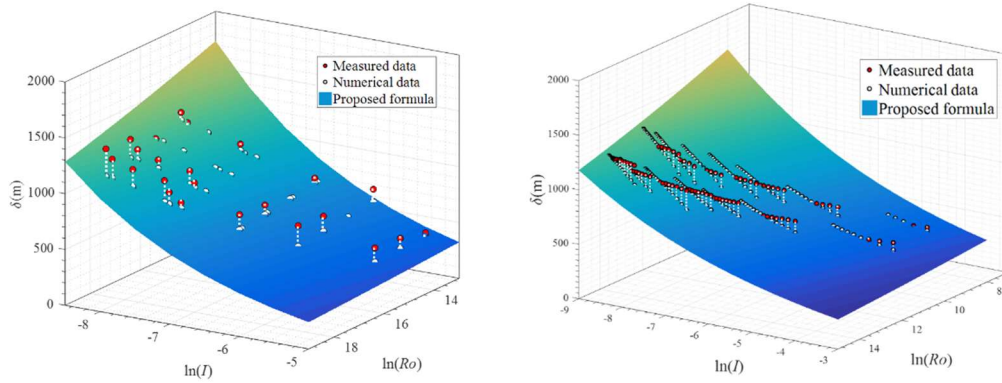 2000
1500
1000
500
0
δ(m)
Measured data
Numerical data
Proposed formula
-8
-7
-6
-5
ln(I)
18
16
14
ln(Ro)
2000
1500
1000
500
0
δ(m)
Measured data
Numerical data
Proposed formula
-9
-8
-7
-6
-5
-4
-3
ln(I)
14
12
10
8
ln(Ro)